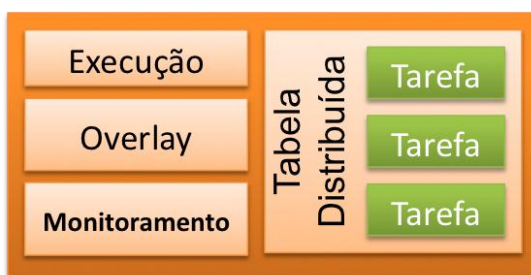 Execução
Overlay
Monitoramento
Tabela
Distribuída
Tarefa
Tarefa
Tarefa